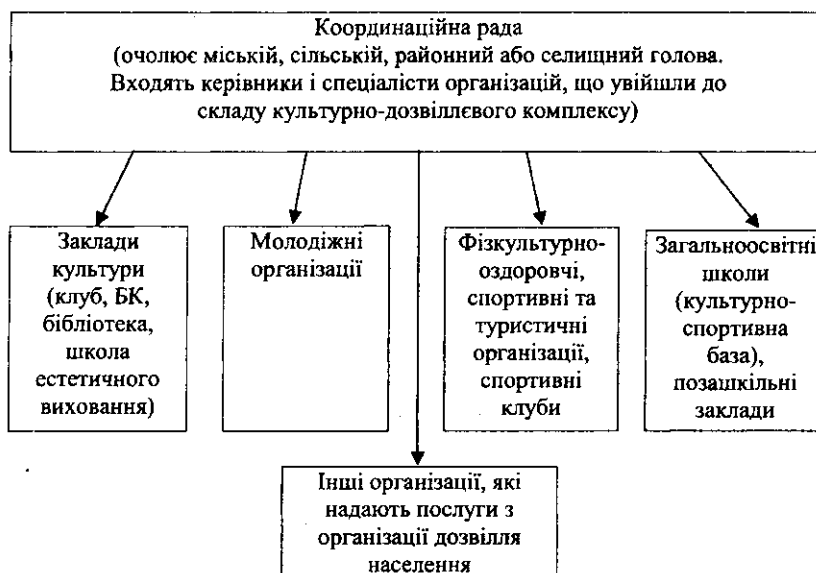 Координаційна рада
(очолює міській, сільській, районний або селищний голова.
Входять керівники і спеціалісти організацій, що увійшли до
складу культурно-дозвіллєвого комплексу)
Заклади
культури
(клуб, БК,
бібліотека,
школа
естетичного
виховання)
Молодіжні
організації
Фізкультурно-
оздоровчі,
спортивні та
туристичні
організації,
спортивні
клуби
Загальноосвітні
школи
(культурно-
спортивна
база),
позашкільні
заклади
Інші організації, які
надають послуги з
організації дозвілля
населення